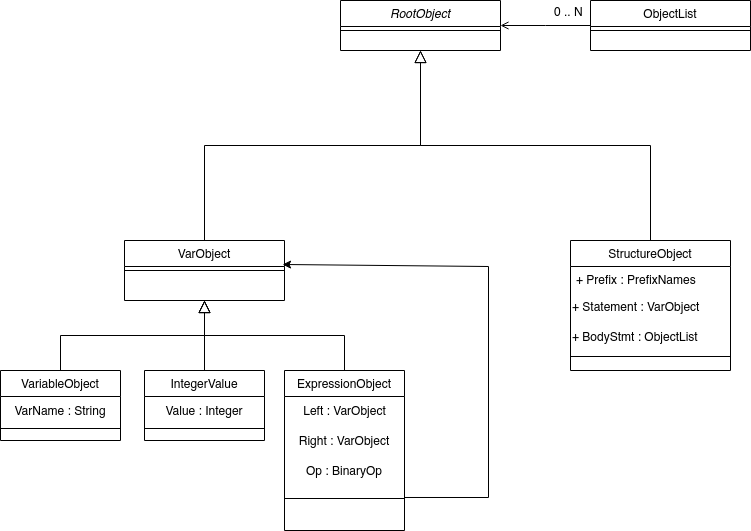 RootObject
0 .. N
ObjectList
VarObject
StructureObject
+ Prefix : PrefixNames
+ Statement : VarObject
+ BodyStmt : ObjectList
VariableObject
VarName : String
IntegerValue
Value : Integer
ExpressionObject
Left : VarObject
Right : VarObject
Op : BinaryOp